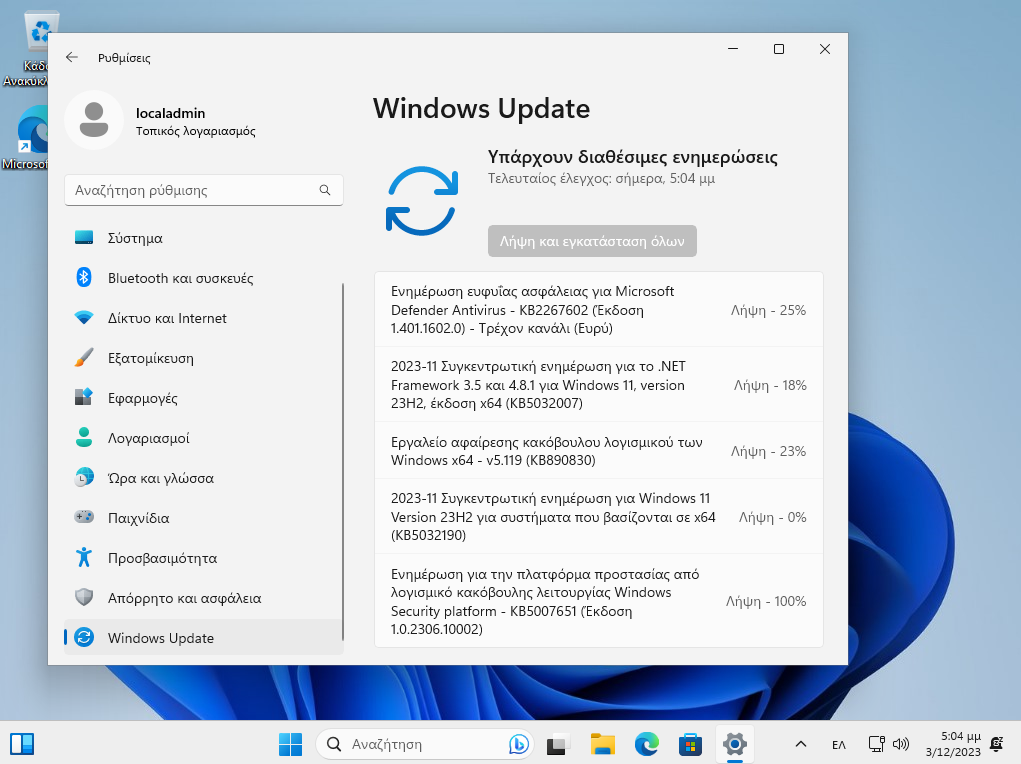 Κάδο
Ανακύκλ
Microsof
Ρυθμίσεις
localadmin
Τοπικός λογαριασμός
Αναζήτηση ρύθμισης
Σύστημα
Bluetooth και συσκευές
Δίκτυο και Internet
Εξατομίκευση
Εφαρμογές
Λογαριασμοί
Ώρα και γλώσσα
Παιχνίδια
Προσβασιμότητα
Απόρρητο και ασφάλεια
Windows Update
Windows Update
Υπάρχουν διαθέσιμες ενημερώσεις
Τελευταίος έλεγχος: σήμερα, 5:04 μμ
Λήψη και εγκατάσταση όλων
Ενημέρωση ευφυΐας ασφάλειας για Microsoft
Defender Antivirus - KB2267602 (Έκδοση
1.401.1602.0) - Τρέχον κανάλι (Ευρύ)
Λήψη - 25%
2023-11 Συγκεντρωτική ενημέρωση για το .NET
Framework 3.5 και 4.8.1 για Windows 11, version
23H2, έκδοση x64 (KB5032007)
Λήψη - 18%
Εργαλείο αφαίρεσης κακόβουλου λογισμικού των
Windows x64 - v5.119 (KB890830)
Λήψη - 23%
2023-11 Συγκεντρωτική ενημέρωση για Windows 11
Version 23H2 για συστήματα που βασίζονται σε x64
(KB5032190)
Λήψη - 0%
Ενημέρωση για την πλατφόρμα προστασίας από
λογισμικό κακόβουλης λειτουργίας Windows
Security platform - KB5007651 (Έκδοση
1.0.2306.10002)
Λήψη - 100%
Αναζήτηση
ΕΛ
5:04 μμ
3/12/2023